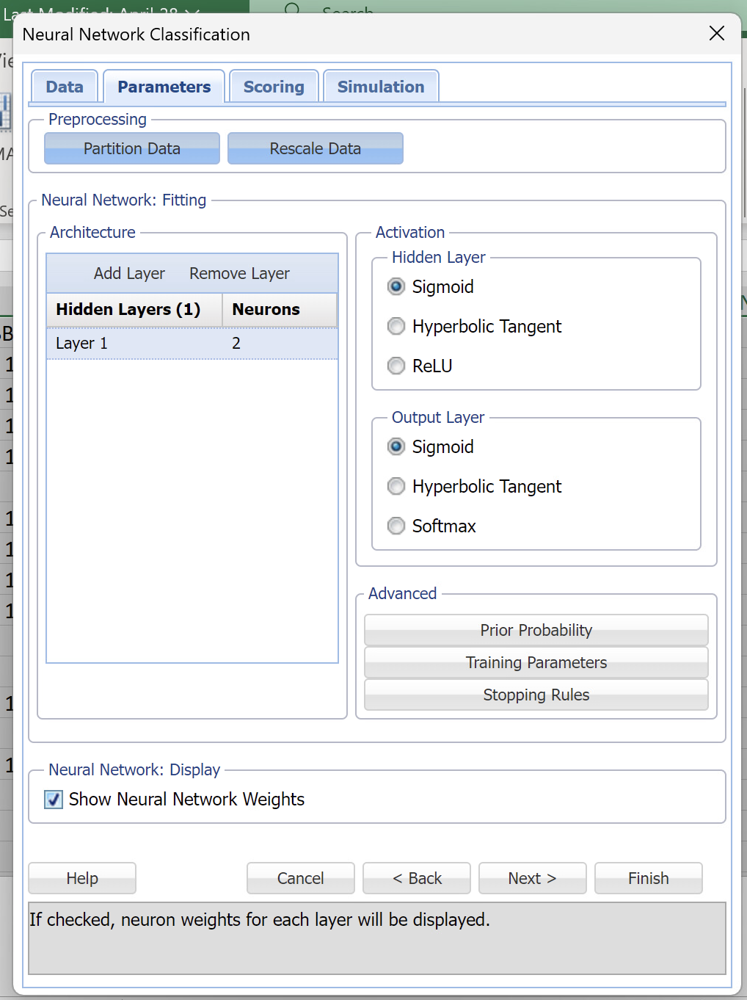 Last Modified: April 28
Search
Neural Network Classification
Data Parameters Scoring Simulation
Preprocessing
Partition Data Rescale Data
Neural Network: Fitting
Architecture
Add Layer Remove Layer
Hidden Layers (1) Neurons
Layer 1 2
Activation
Hidden Layer
Sigmoid
Hyperbolic Tangent
ReLU
Output Layer
Sigmoid
Hyperbolic Tangent
Softmax
Advanced
Prior Probability
Training Parameters
Stopping Rules
Neural Network: Display
Show Neural Network Weights
Help Cancel < Back Next > Finish
If checked, neuron weights for each layer will be displayed.